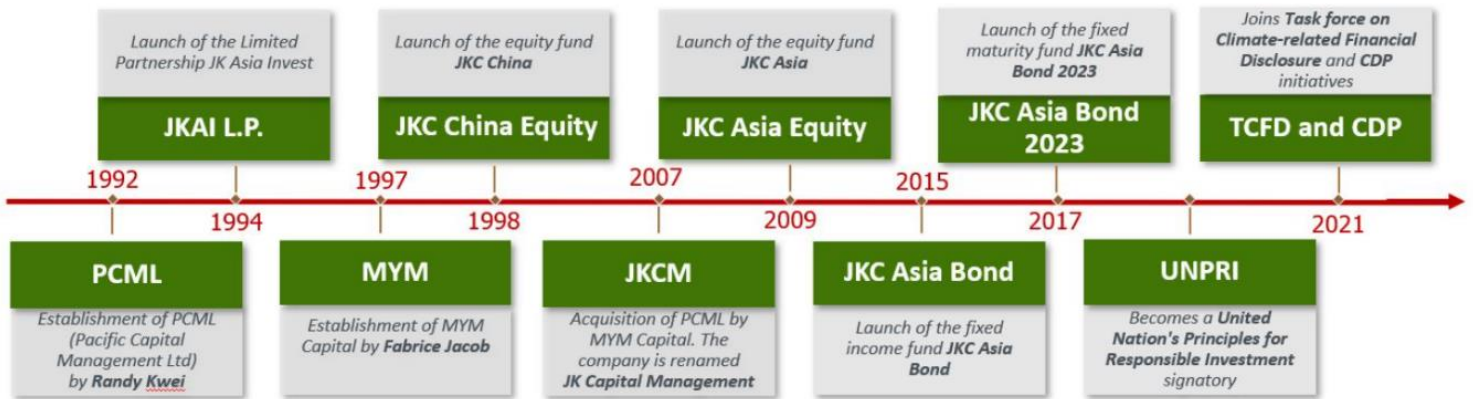 Launch of the Limited
Partnership JK Asia Invest
JKAI L.P.
Launch of the equity fund
JKC China
JKC China Equity
Launch of the equity fund
JKC Asia
JKC Asia Equity
Launch of the fixed
maturity fund JKC Asia
Bond 2023
JKC Asia Bond
2023
Joins Task force on
Climate-related Financial
Disclosure and CDP
initiatives
TCFD and CDP
1992
1997
2007
2015
1994
1998
2009
2017
2021
PCML
Establishment of PCML
(Pacific Capital
Management Ltd)
by Randy Kwei
MYM
Establishment of MYM
Capital by Fabrice Jacob
JKCM
Acquisition of PCML by
MYM Capital. The
company is renamed
JK Capital Management
JKC Asia Bond
Launch of the fixed
income fund JKC Asia
Bond
UNPRI
Becomes a United
Nation's Principles for
Responsible Investment
signatory